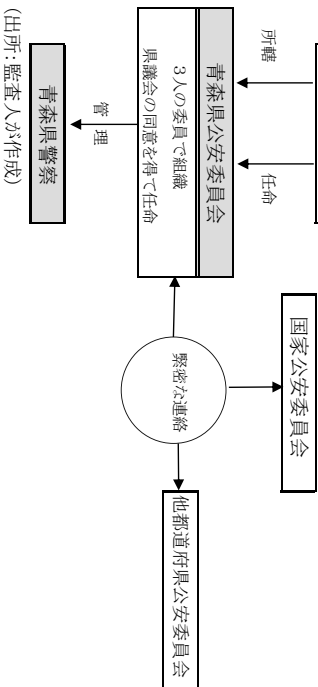 所轄
任命
国家公安委員会
青森県公安委員会
3人の委員で組織
県議会の同意を得て任命
緊密な連絡
他都道府県公安委員会
管理
青森県警察
(出所:監査人が作成)